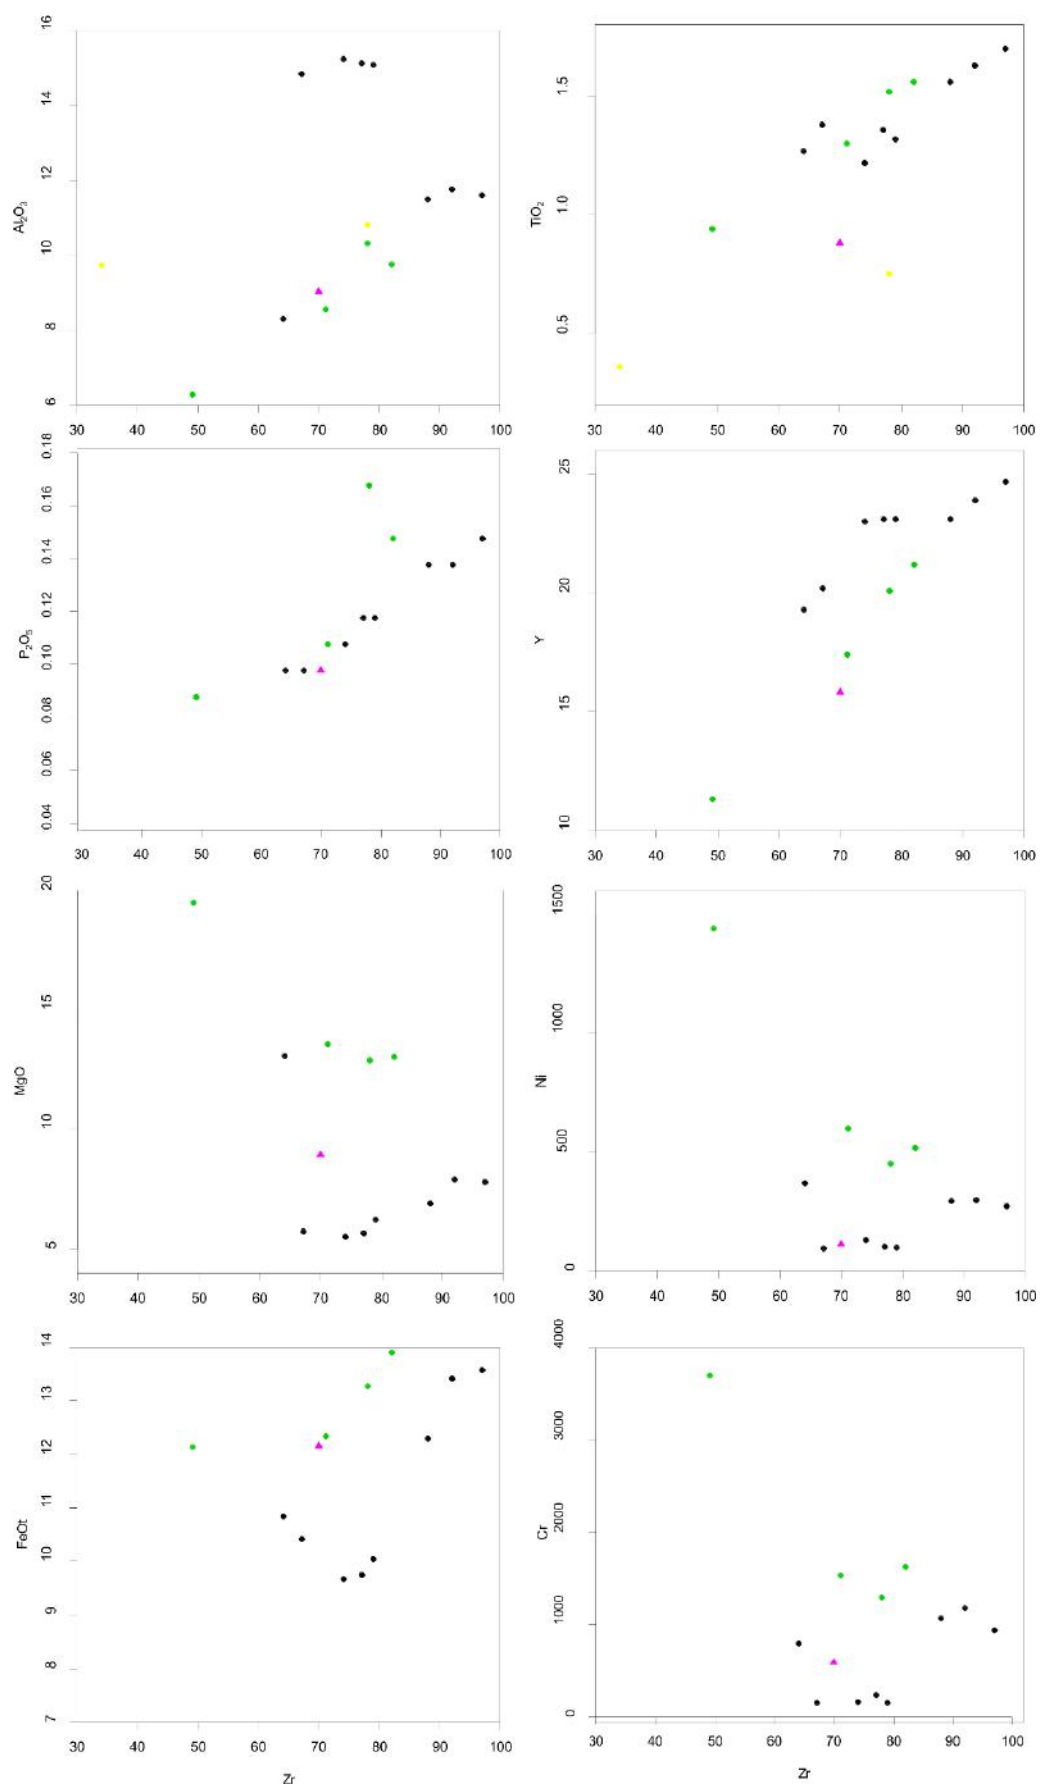 16
14
12
10
8
6
Al₂O₃
30 40 50 60 70 80 90 100
1.5
1.0
0.5
TiO₂
30 40 50 60 70 80 90 100
0.18
0.16
0.14
0.12
0.10
0.08
0.06
0.04
P₂O₅
30 40 50 60 70 80 90 100
25
20
15
10
Y
30 40 50 60 70 80 90 100
20
15
10
5
MgO
30 40 50 60 70 80 90 100
1500
1000
500
0
Ni
30 40 50 60 70 80 90 100
14
13
12
11
10
9
8
7
FeOt
30 40 50 60 70 80 90 100
Zr
4000
3000
2000
1000
0
Cr
30 40 50 60 70 80 90 100
Zr